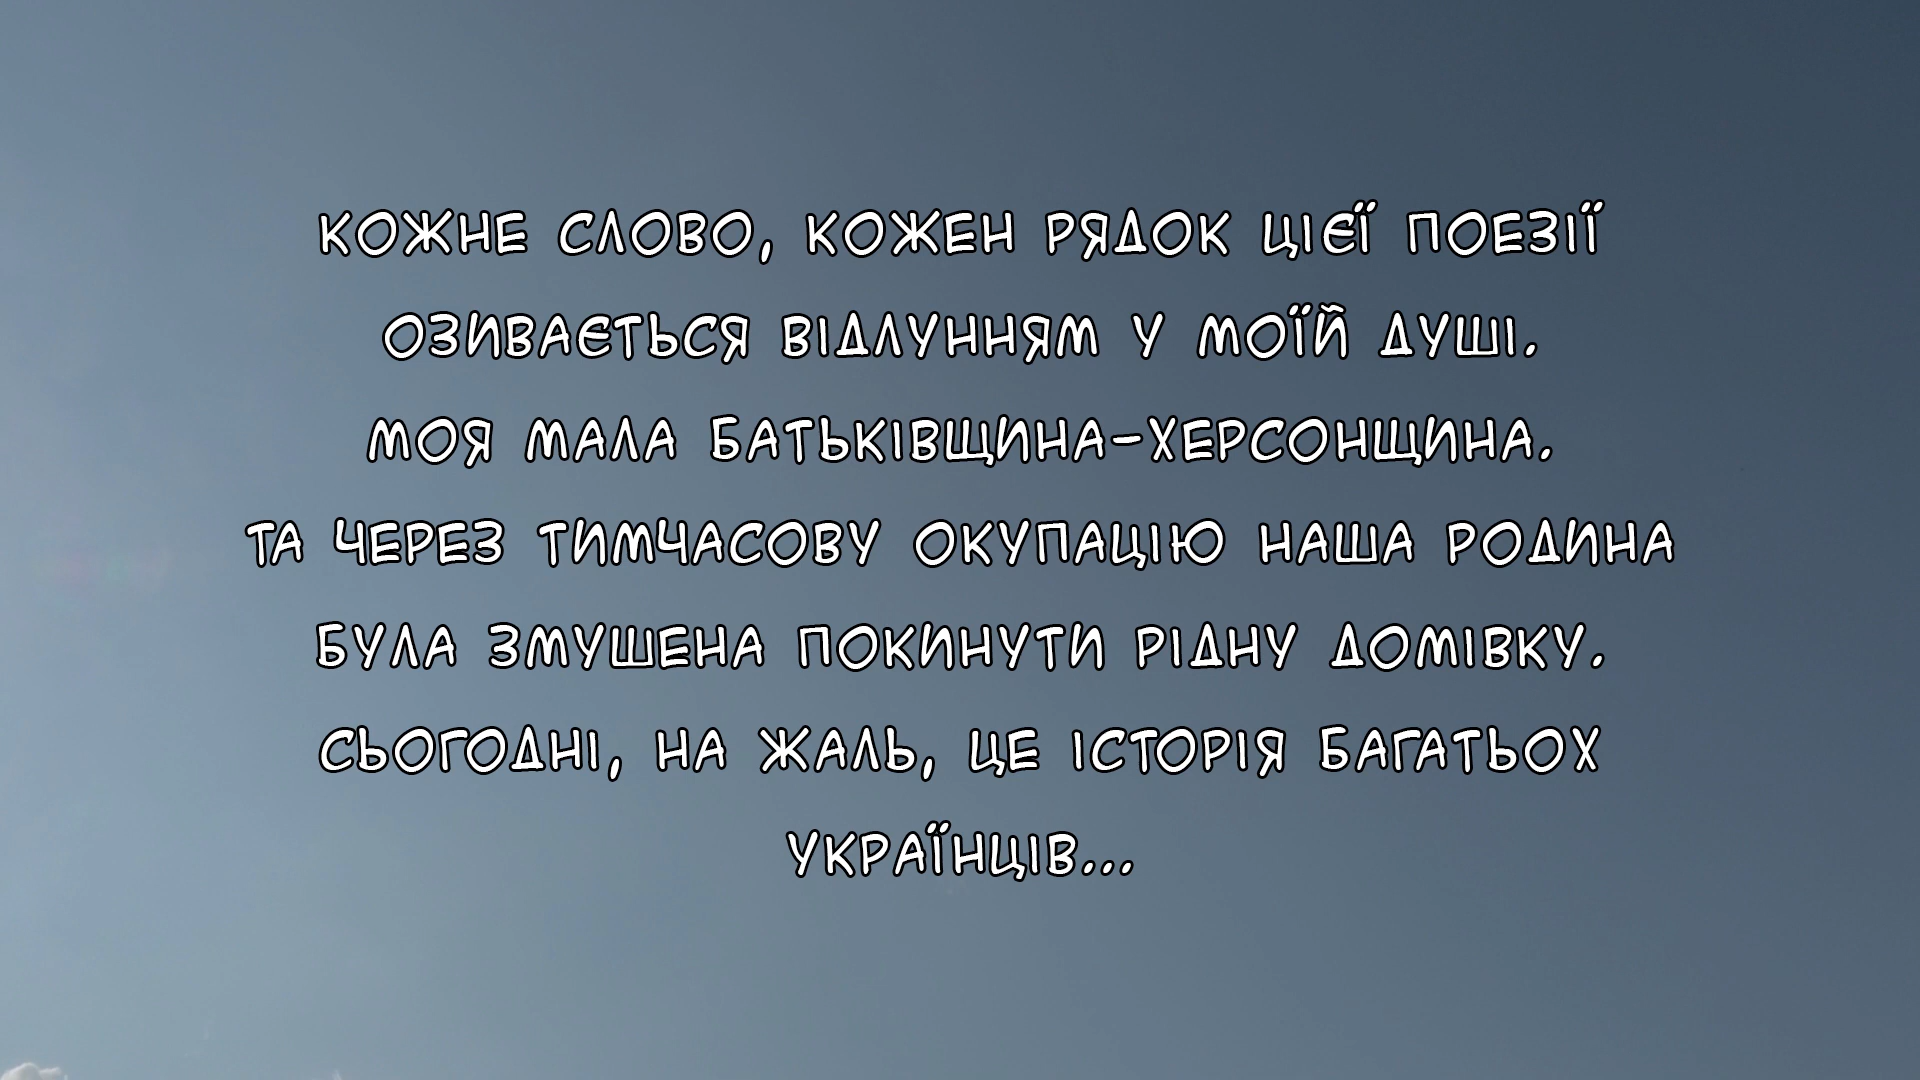 КОЖНЕ СЛОВО, КОЖЕН РЯДОК ЦІЄЇ ПОЕЗІЇ
ОЗИВАЄТЬСЯ ВІДЛУННЯМ У МОЇЙ ДУШІ.
МОЯ МАЛА БАТЬКІВЩИНА-ХЕРСОНЩИНА.
ТА ЧЕРЕЗ ТИМЧАСОВУ ОКУПАЦІЮ НАША РОДИНА
БУЛА ЗМУШЕНА ПОКИНУТИ РІДНУ ДОМІВКУ.
СЬОГОДНІ, НА ЖАЛЬ, ЦЕ ІСТОРІЯ БАГАТЬОХ
УКРАЇНЦІВ...